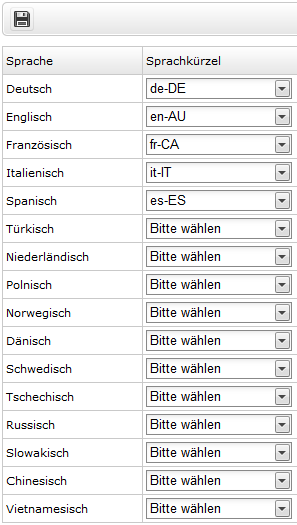 Sprache Sprachkürzel
Deutsch de-DE
Englisch en-AU
Französisch fr-CA
Italienisch it-IT
Spanisch es-ES
Türkisch Bitte wählen
Niederländisch Bitte wählen
Polnisch Bitte wählen
Norwegisch Bitte wählen
Dänisch Bitte wählen
Schwedisch Bitte wählen
Tschechisch Bitte wählen
Russisch Bitte wählen
Slowakisch Bitte wählen
Chinesisch Bitte wählen
Vietnamesisch Bitte wählen